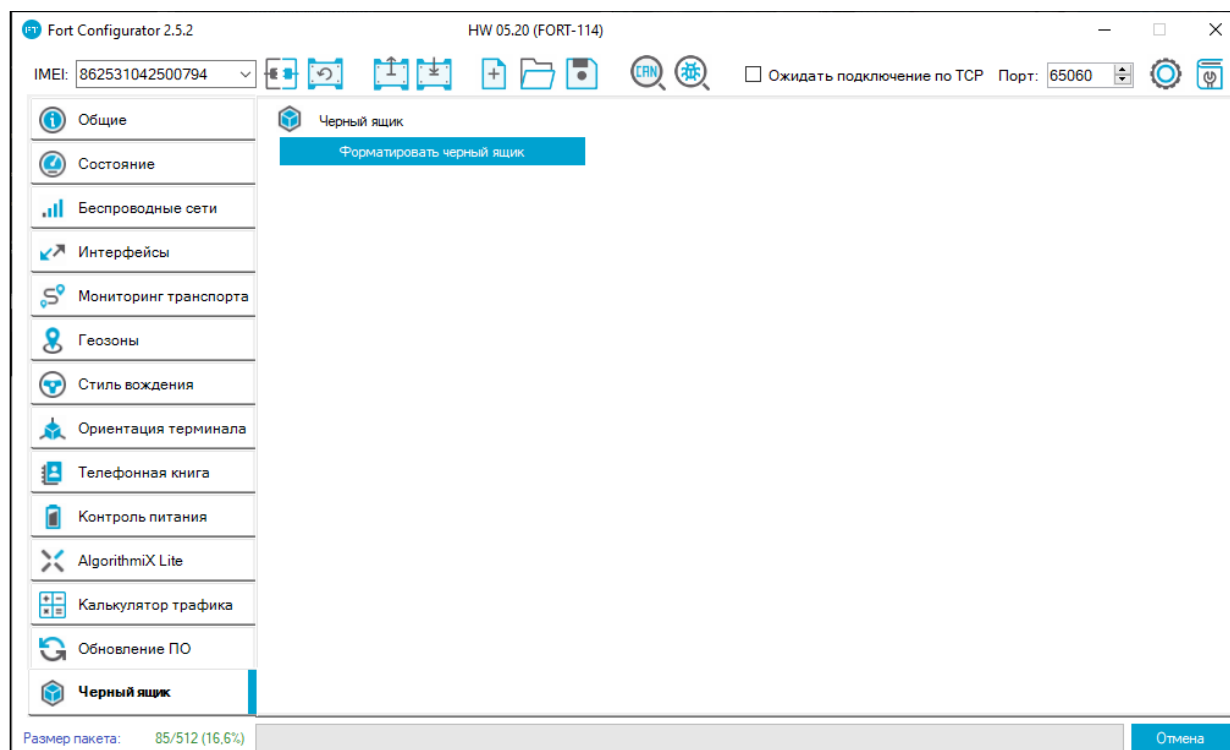 FT Fort Configurator 2.5.2 HW 05.20 (FORT-114)
IMEI: 862531042500794 CAN Ожидать подключение по TCP Порт: 65060
Общие
Состояние
Беспроводные сети
Интерфейсы
Мониторинг транспорта
Геозоны
Стиль вождения
Ориентация терминала
Телефонная книга
Контроль питания
AlgorithmiX Lite
Калькулятор трафика
Обновление ПО
Черный ящик
Черный ящик
Форматировать черный ящик
Размер пакета: 85/512 (16,6%) Отмена